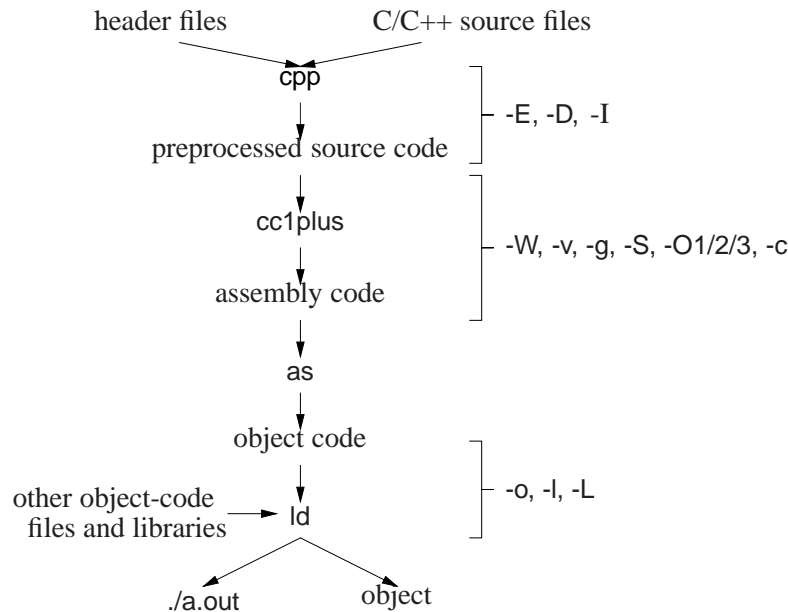 header files
C/C++ source files
cpp
-E, -D, -I
preprocessed source code
cc1plus
-W, -v, -g, -S, -O1/2/3, -c
assembly code
as
object code
-o, -l, -L
other object-code
files and libraries
ld
./a.out
object